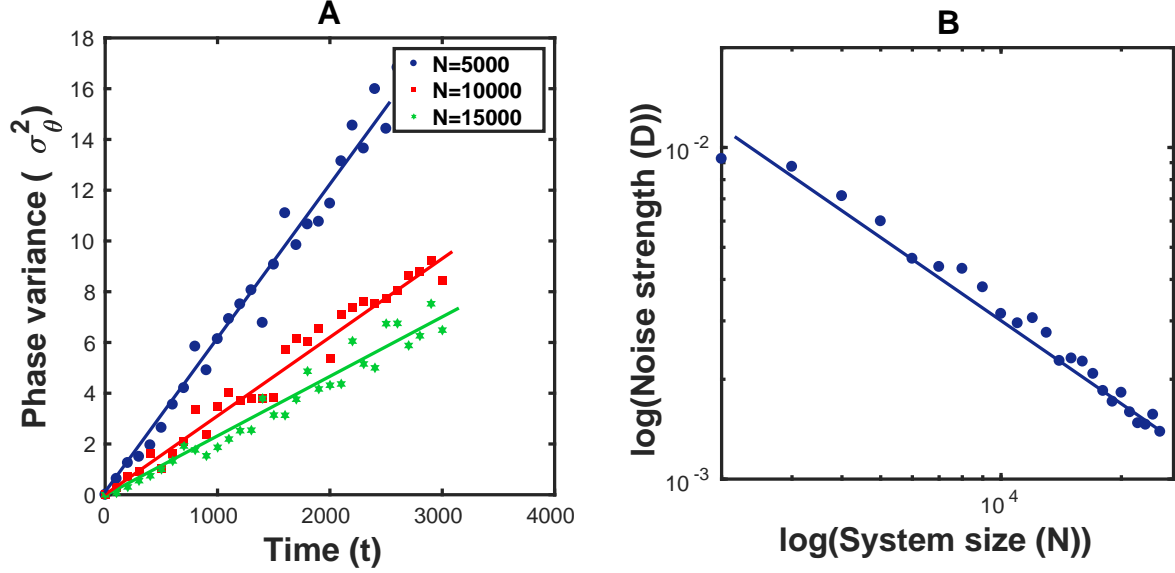 A
Phase variance ( σ²_θ)
18
16
14
12
10
8
6
4
2
0
N=5000
N=10000
N=15000
0
1000
2000
3000
4000
Time (t)
B
log(Noise strength (D))
10⁻²
10⁻³
10⁴
log(System size (N))